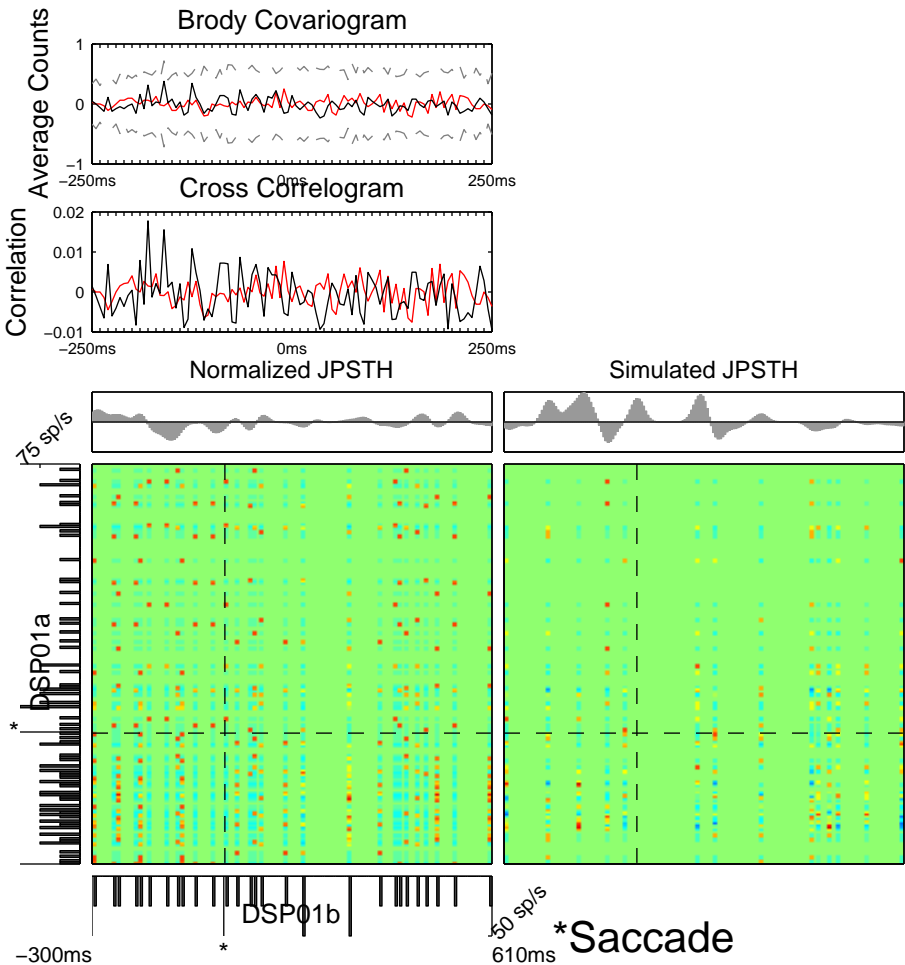 Brody Covariogram
Average Counts
1
0
−1
−250ms
0ms
250ms
Cross Correlogram
Correlation
0.02
0.01
0
−0.01
−250ms
0ms
250ms
Normalized JPSTH
Simulated JPSTH
75 sp/s
DSP01a
*
DSP01b
50 sp/s
*
−300ms
610ms
*Saccade